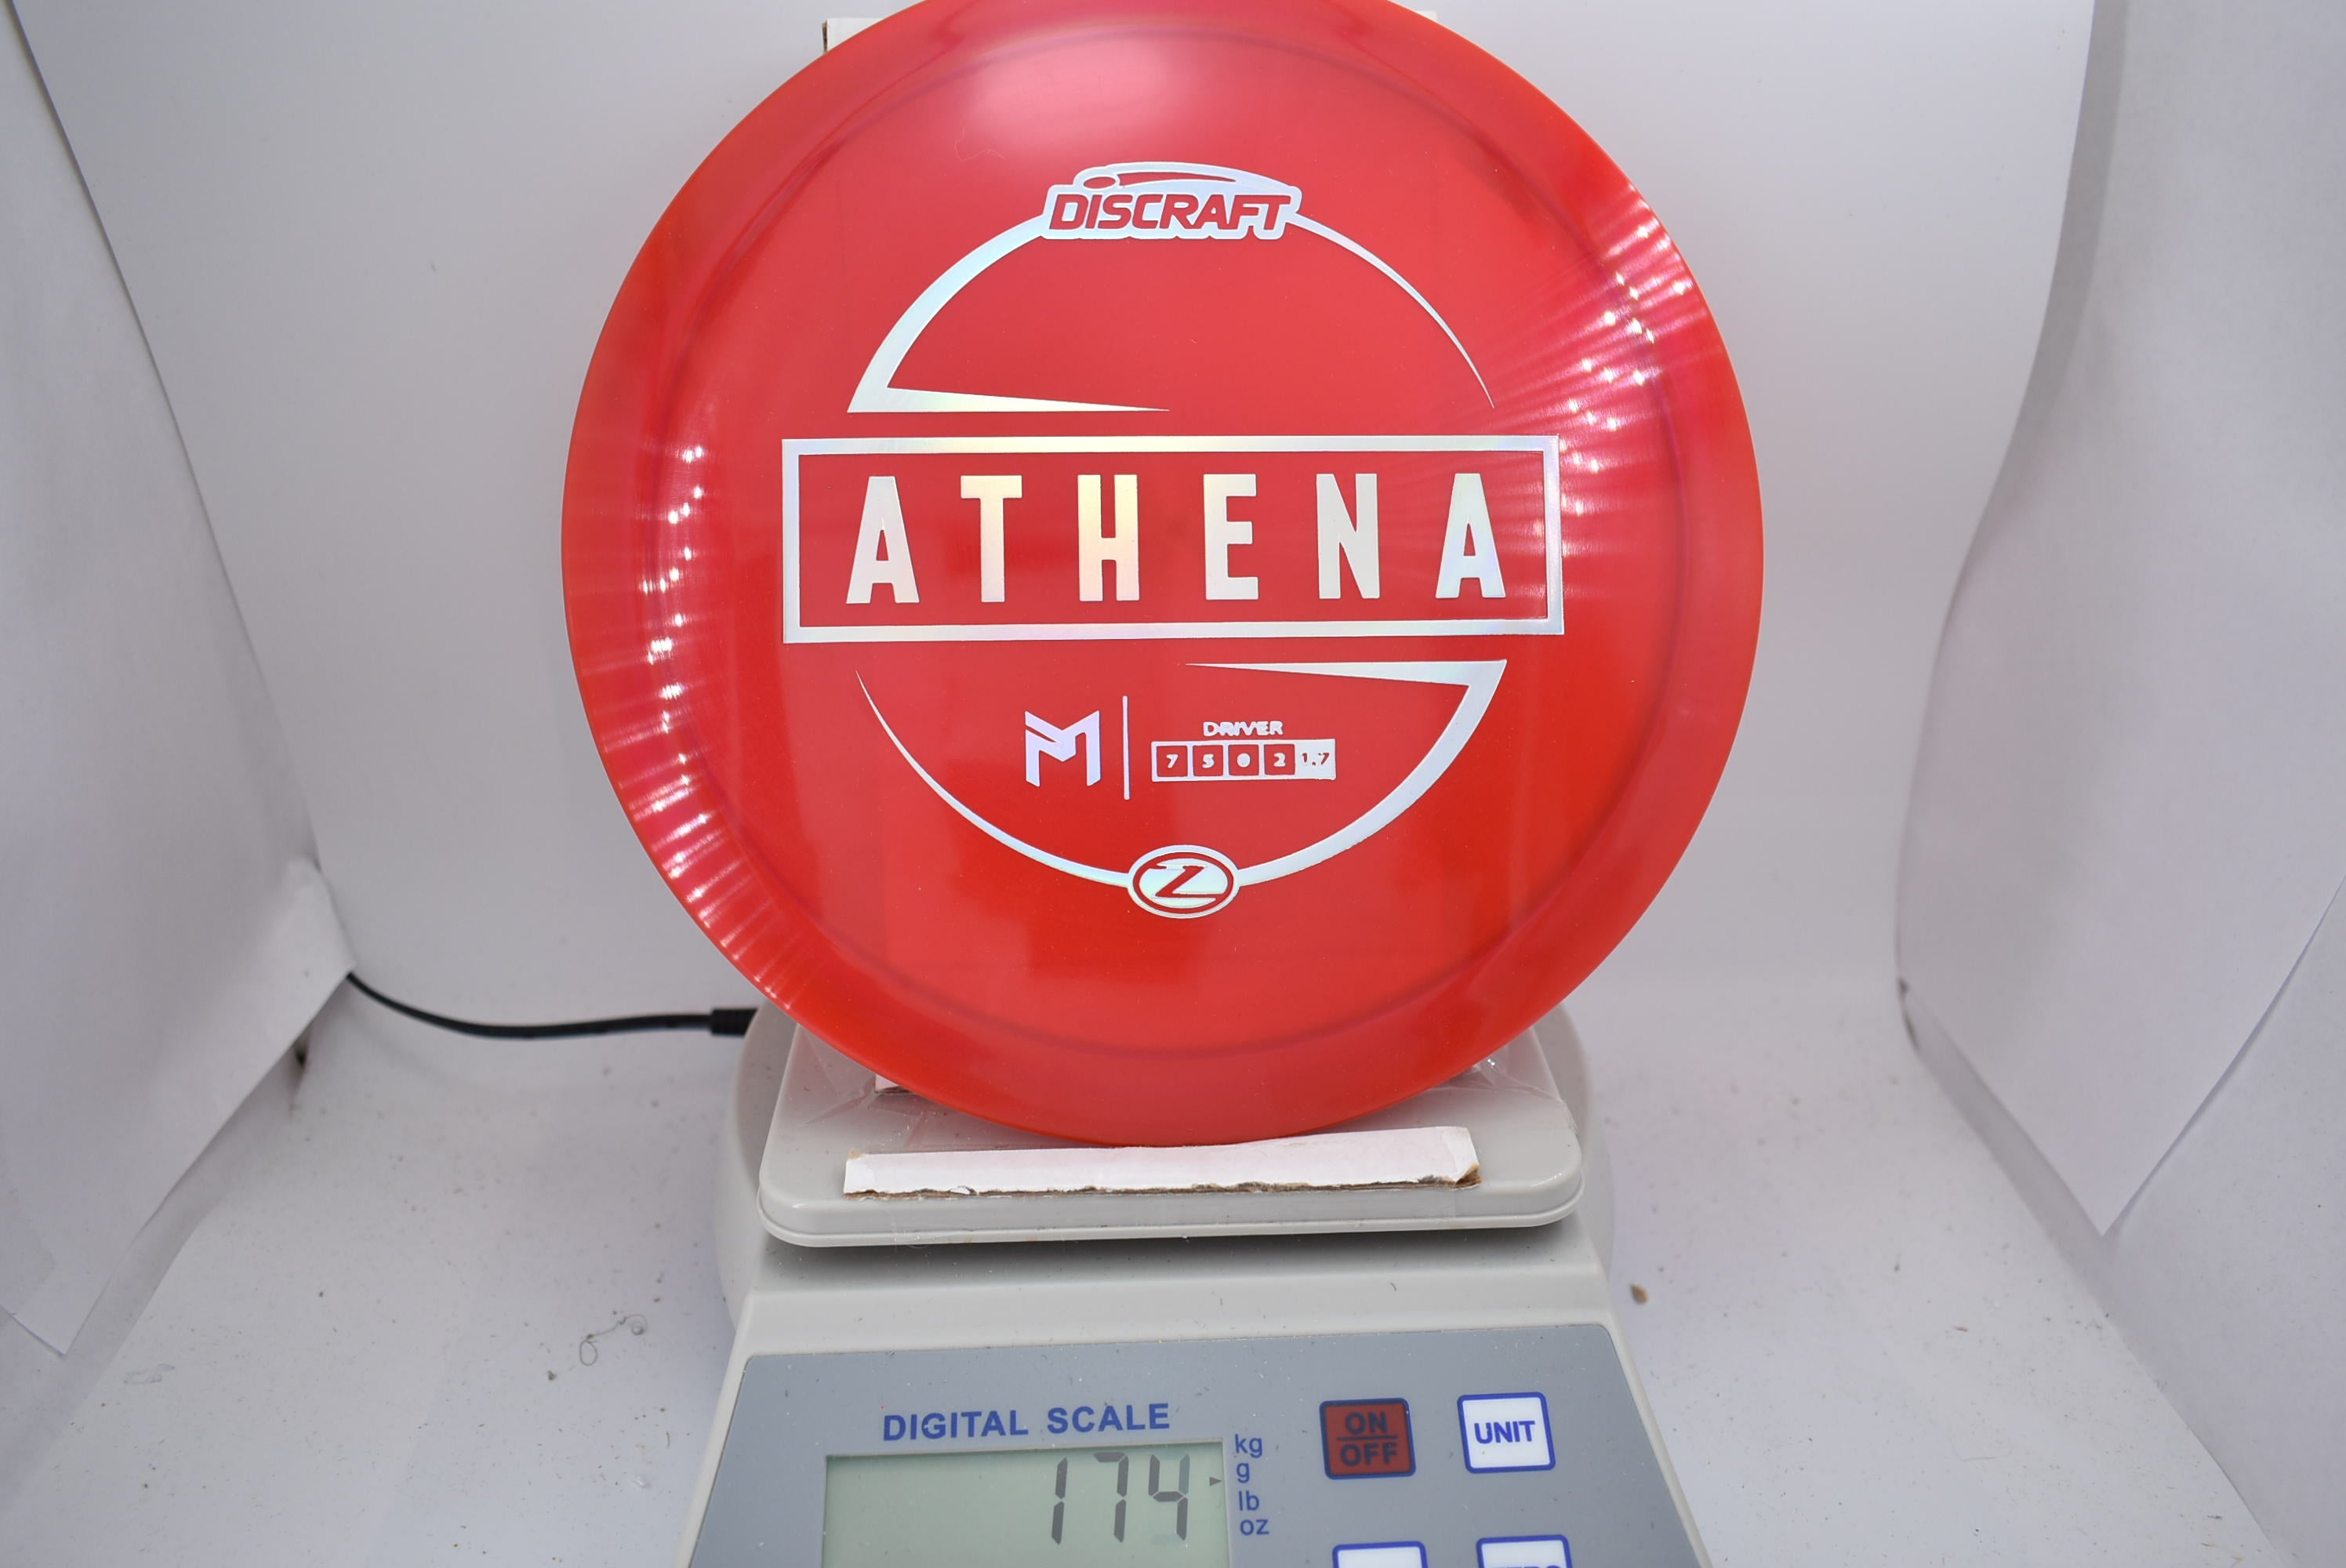 DISCRAFT
ATHENA
M
DRIVER
7 5 0 2 1.7
Z
DIGITAL SCALE
174
kg
g
lb
oz
ON
OFF
UNIT